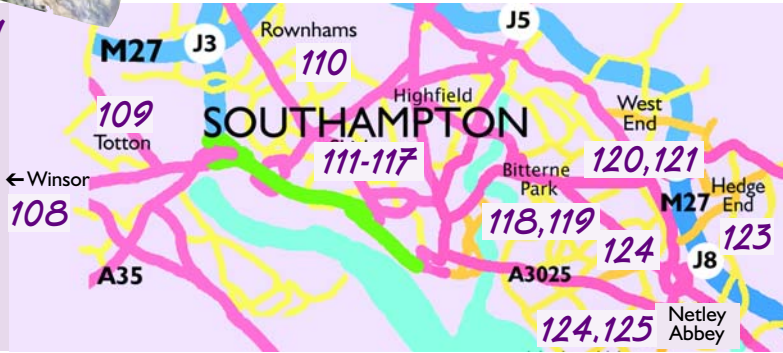 J5
Rownhams
M27
J3
110
Highfield
West
End
109
SOUTHAMPTON
Totton
111-117
120,121
Bitterne
Park
←Winsor
Hedge
End
M27
108
118,119
123
124
J8
A35
A3025
Netley
Abbey
124,125